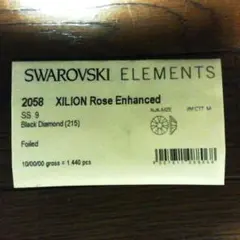 SWAROVSKI ELEMENTS
2058 XILION Rose Enhanced
SS 9
Black Diamond (215)
Foiled
10/00/00 gross = 1.440 pcs